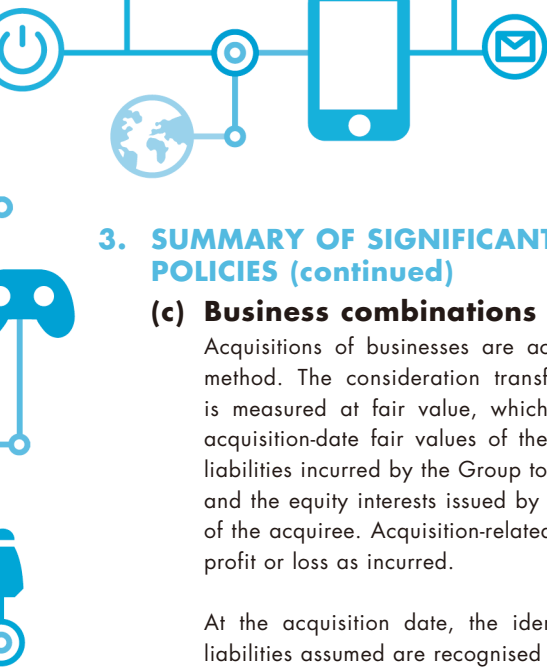 3. SUMMARY OF SIGNIFICANT
POLICIES (continued)
(c) Business combinations
Acquisitions of businesses are
method. The consideration
is measured at fair value, which
acquisition-date fair values of the
liabilities incurred by the Group to
and the equity interests issued by
of the acquiree. Acquisition-related
profit or loss as incurred.
At the acquisition date, the
liabilities assumed are recognised